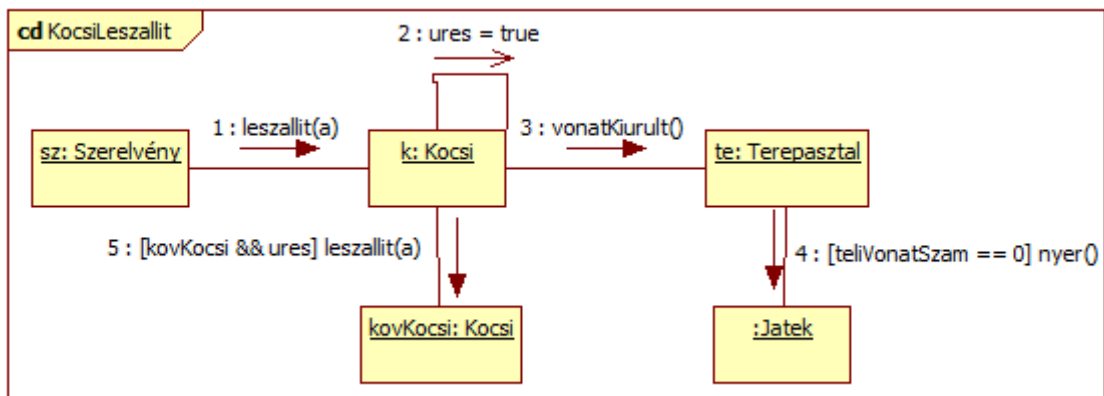 cd KocsiLeszallit
2 : ures = true
1 : leszallit(a)
3 : vonatKiurult()
sz: Szerelvény
k: Kocsi
te: Terepasztal
5 : [kovKocsi && ures] leszallit(a)
4 : [teliVonatSzam == 0] nyer()
kovKocsi: Kocsi
:Jatek